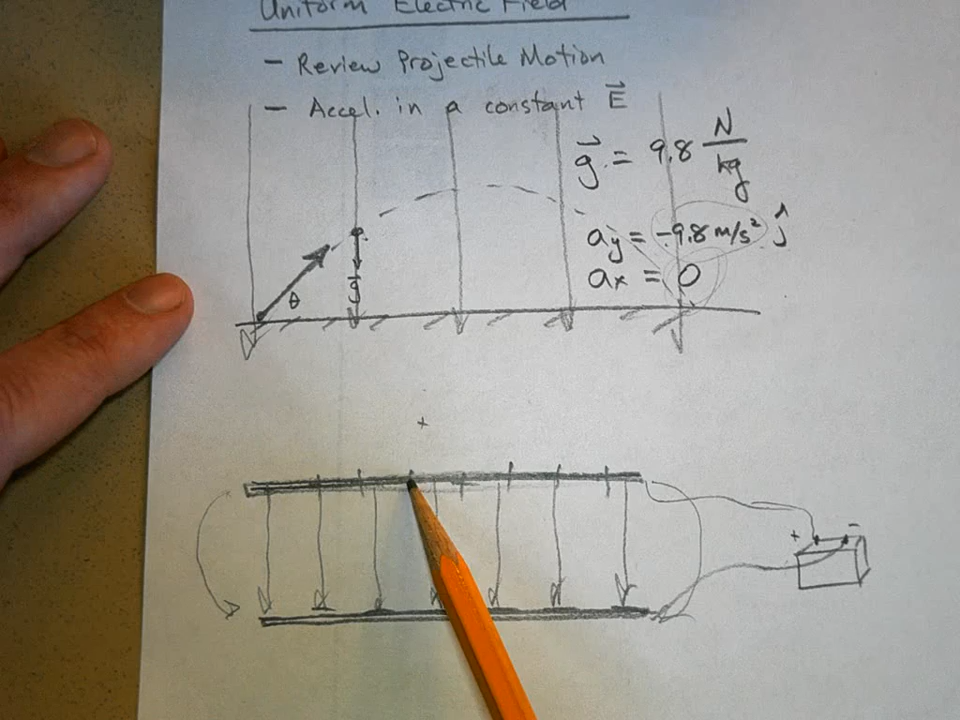 Uniform Electric Field
- Review Projectile Motion
- Accel. in a constant E⃗
g⃗ = 9.8 N/kg
ay = -9.8 m/s² ĵ
ax = 0
θ
g⃗
+
+ -